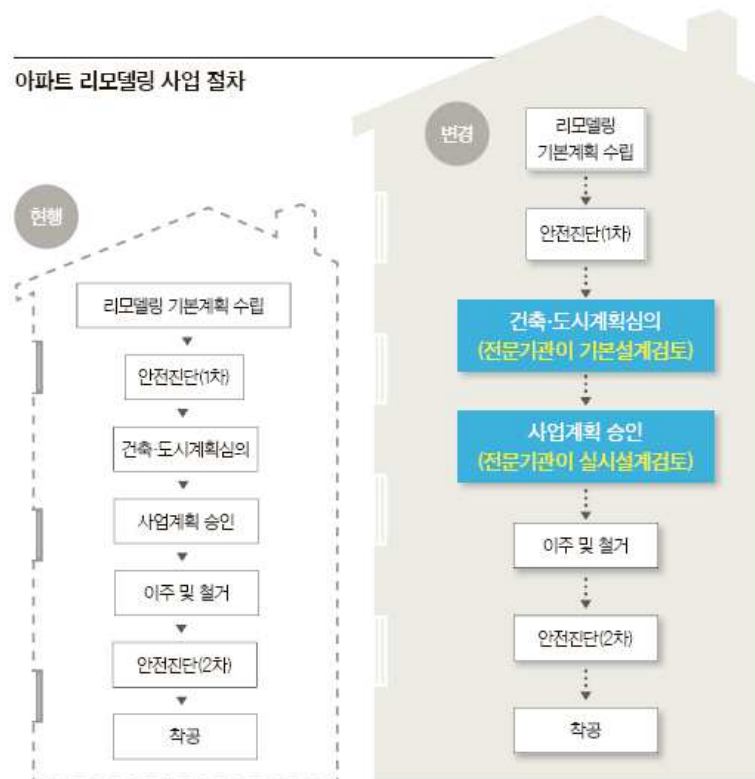 아파트 리모델링 사업 절차
현행
리모델링 기본계획 수립
안전진단(1차)
건축·도시계획심의
사업계획 승인
이주 및 철거
안전진단(2차)
착공
변경
리모델링
기본계획 수립
안전진단(1차)
건축·도시계획심의
(전문기관이 기본설계검토)
사업계획 승인
(전문기관이 실시설계검토)
이주 및 철거
안전진단(2차)
착공